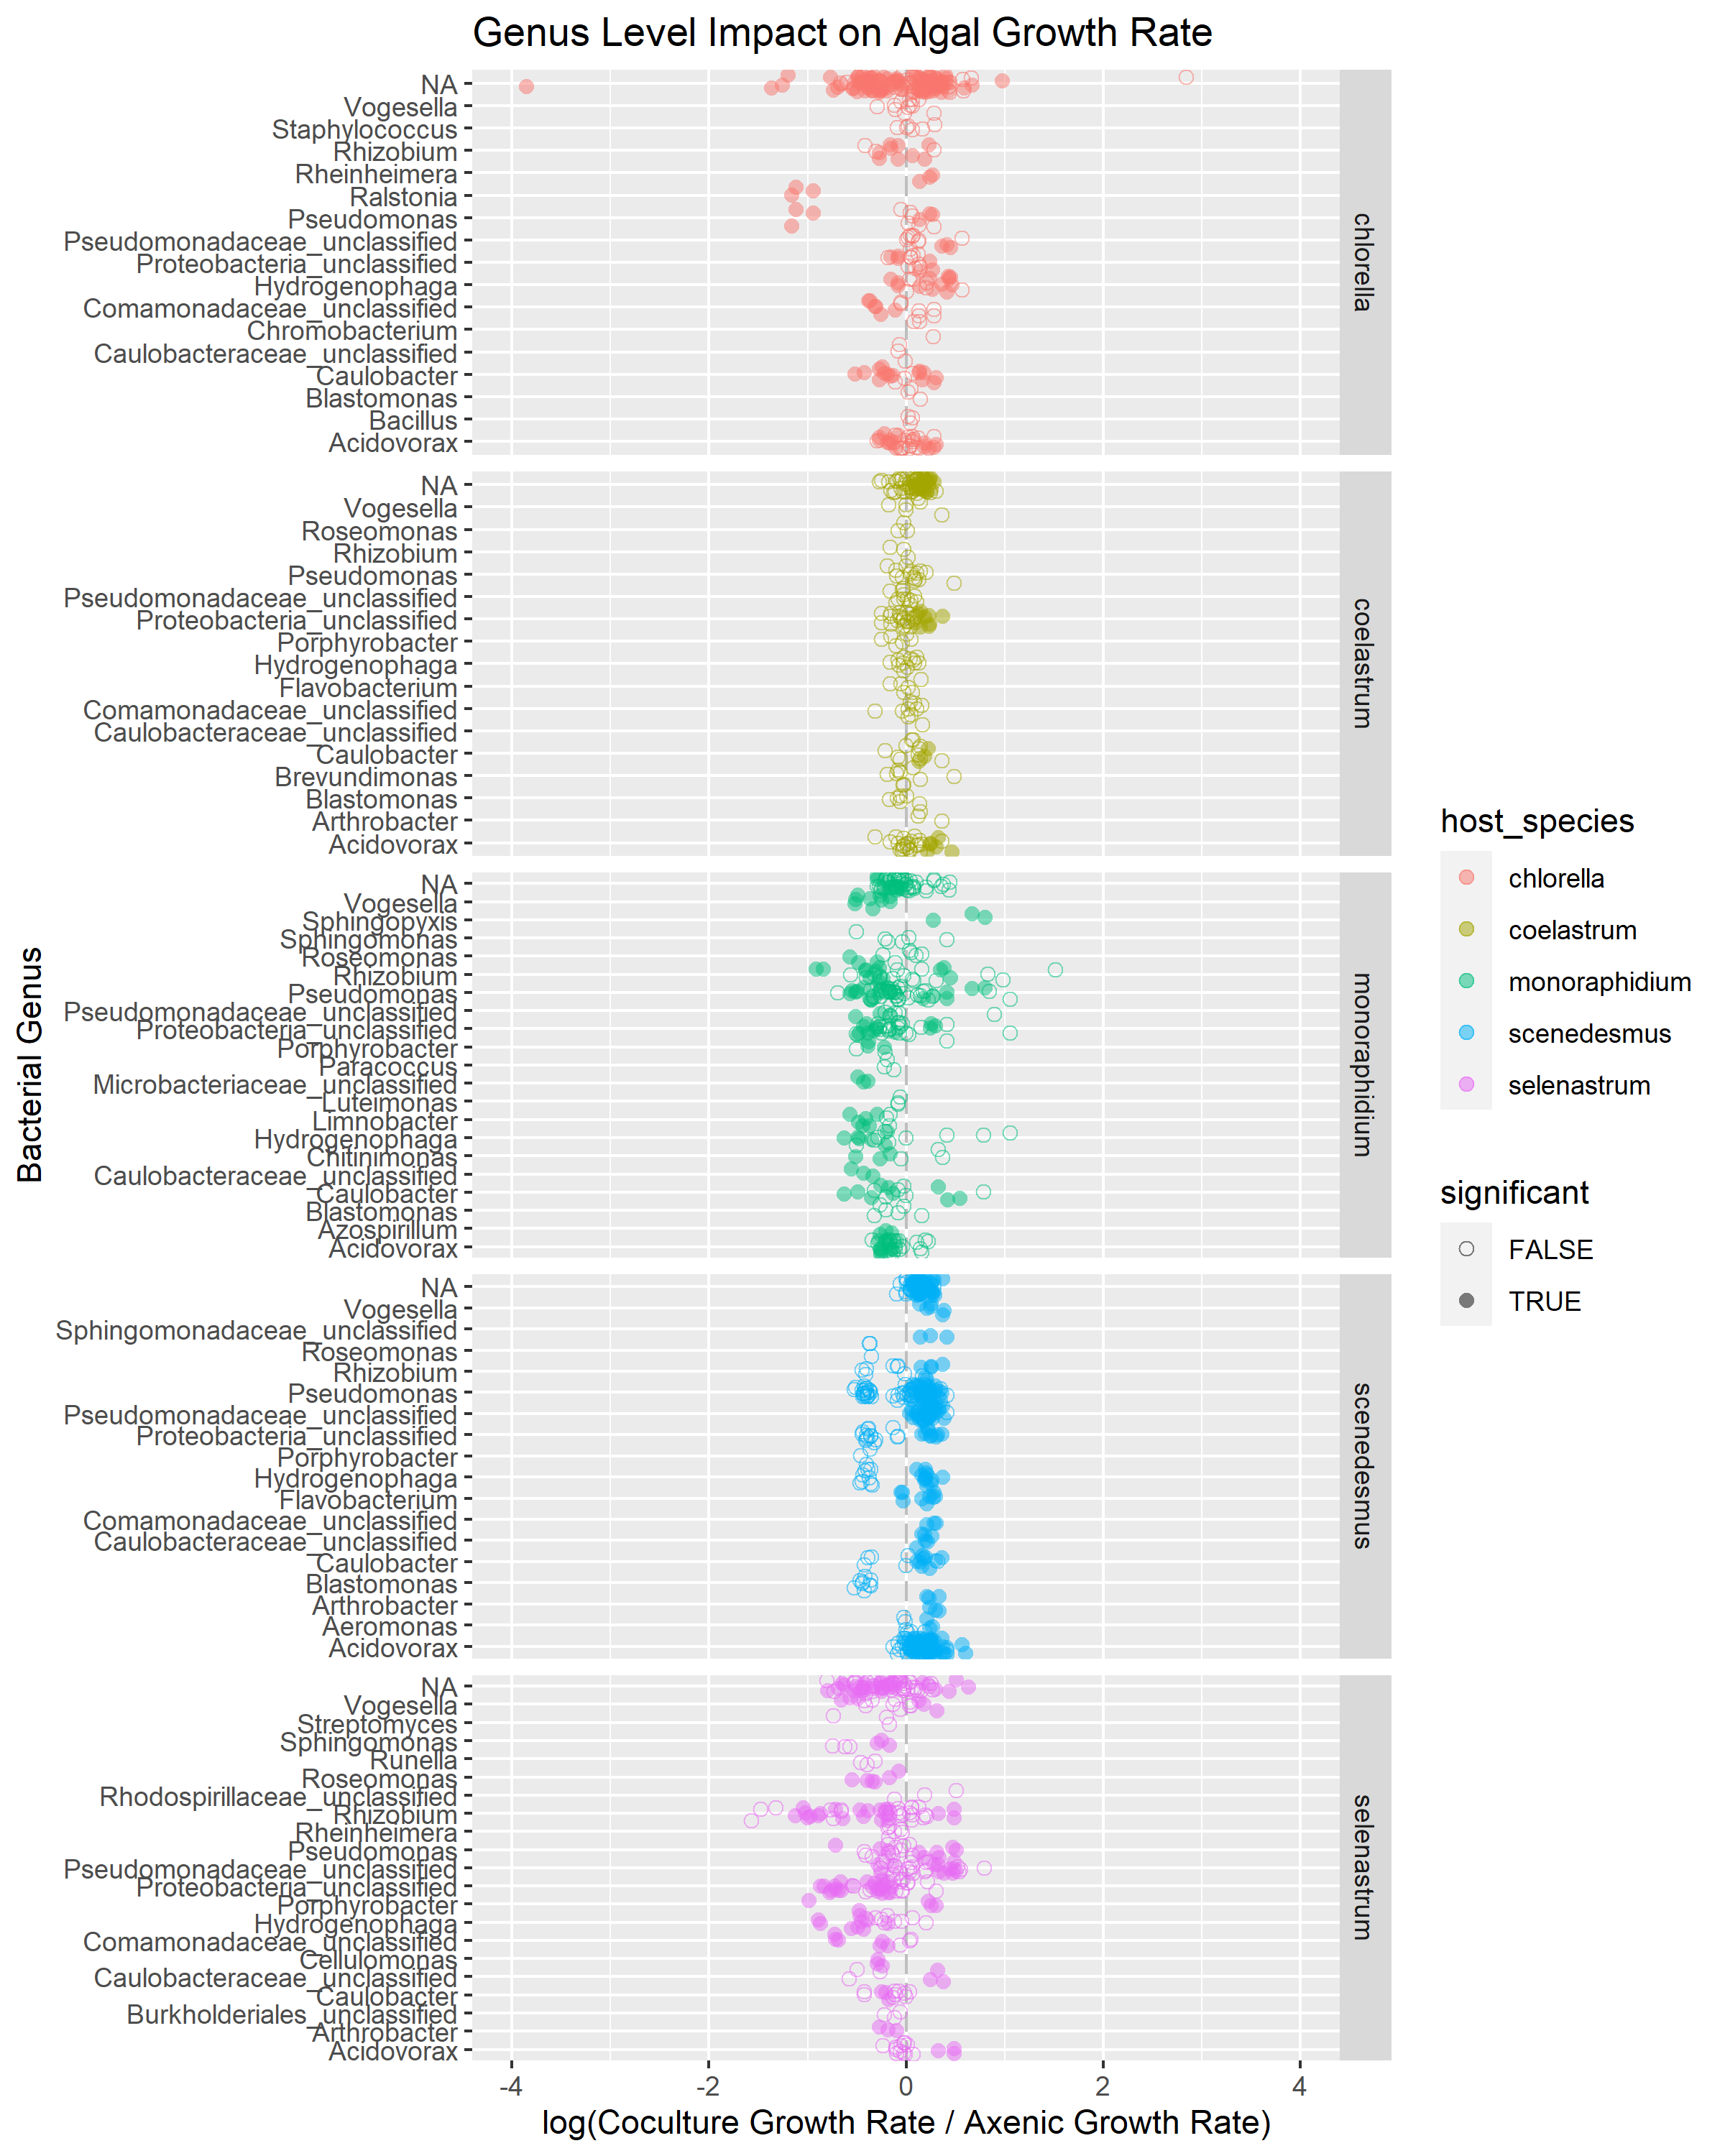 Genus Level Impact on Algal Growth Rate
NA
Vogesella
Staphylococcus
Rhizobium
Rheinheimera
Ralstonia
Pseudomonas
Pseudomonadaceae_unclassified
Proteobacteria_unclassified
Hydrogenophaga
Comamonadaceae_unclassified
Chromobacterium
Caulobacteraceae_unclassified
Caulobacter
Blastomonas
Bacillus
Acidovorax
chlorella
NA
Vogesella
Roseomonas
Rhizobium
Pseudomonas
Pseudomonadaceae_unclassified
Proteobacteria_unclassified
Porphyrobacter
Hydrogenophaga
Flavobacterium
Comamonadaceae_unclassified
Caulobacteraceae_unclassified
Caulobacter
Brevundimonas
Blastomonas
Arthrobacter
Acidovorax
coelastrum
NA
Vogesella
Sphingopyxis
Sphingomonas
Roseomonas
Rhizobium
Pseudomonas
Pseudomonadaceae_unclassified
Proteobacteria_unclassified
Porphyrobacter
Paracoccus
Microbacteriaceae_unclassified
Luteimonas
Limnobacter
Hydrogenophaga
Chitinimonas
Caulobacteraceae_unclassified
Caulobacter
Blastomonas
Azospirillum
Acidovorax
monoraphidium
NA
Vogesella
Sphingomonadaceae_unclassified
Roseomonas
Rhizobium
Pseudomonas
Pseudomonadaceae_unclassified
Proteobacteria_unclassified
Porphyrobacter
Hydrogenophaga
Flavobacterium
Comamonadaceae_unclassified
Caulobacteraceae_unclassified
Caulobacter
Blastomonas
Arthrobacter
Aeromonas
Acidovorax
scenedesmus
NA
Vogesella
Streptomyces
Sphingomonas
Runella
Roseomonas
Rhodospirillaceae_unclassified
Rhizobium
Rheinheimera
Pseudomonas
Pseudomonadaceae_unclassified
Proteobacteria_unclassified
Porphyrobacter
Hydrogenophaga
Comamonadaceae_unclassified
Cellulomonas
Caulobacteraceae_unclassified
Caulobacter
Burkholderiales_unclassified
Arthrobacter
Acidovorax
selenastrum
Bacterial Genus
-4 -2 0 2 4
log(Coculture Growth Rate / Axenic Growth Rate)
host_species
chlorella
coelastrum
monoraphidium
scenedesmus
selenastrum
significant
FALSE
TRUE